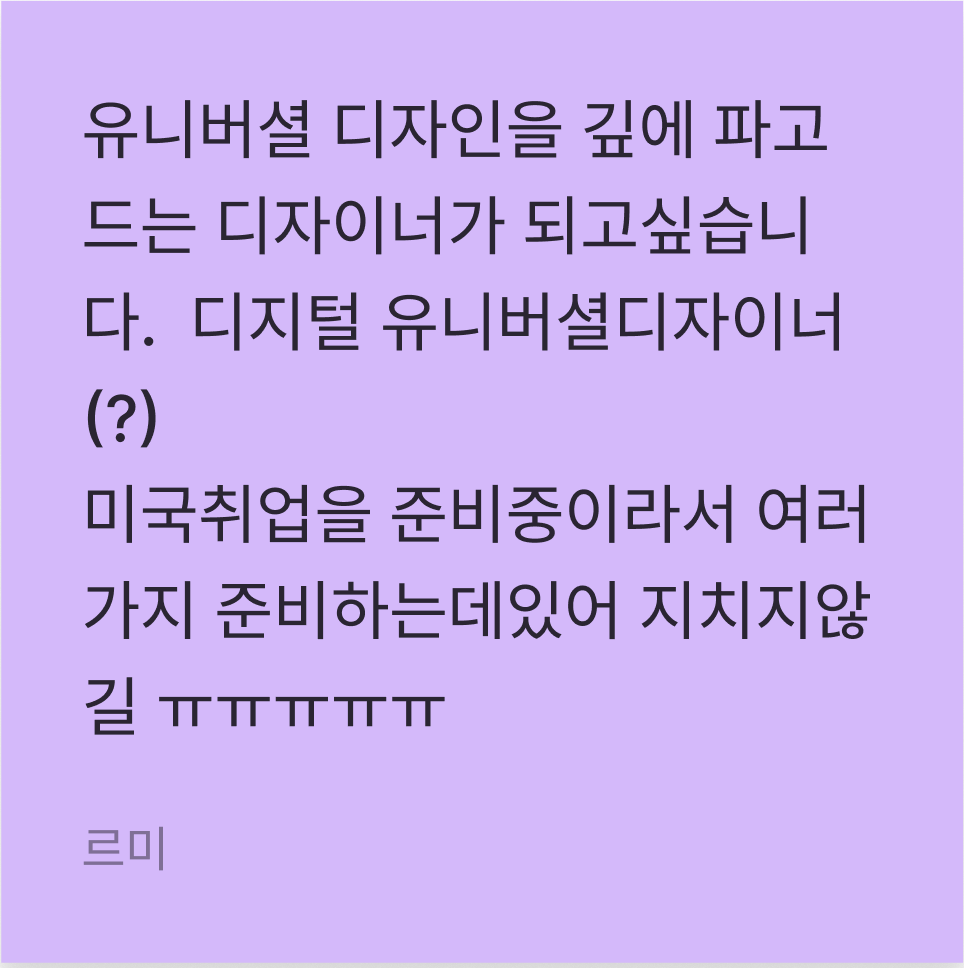 유니버셜 디자인을 깊에 파고
드는 디자이너가 되고싶습니
다.  디지털 유니버셜디자이너
(?)
미국취업을 준비중이라서 여러
가지 준비하는데있어 지치지않
길 ㅠㅠㅠㅠㅠ
르미